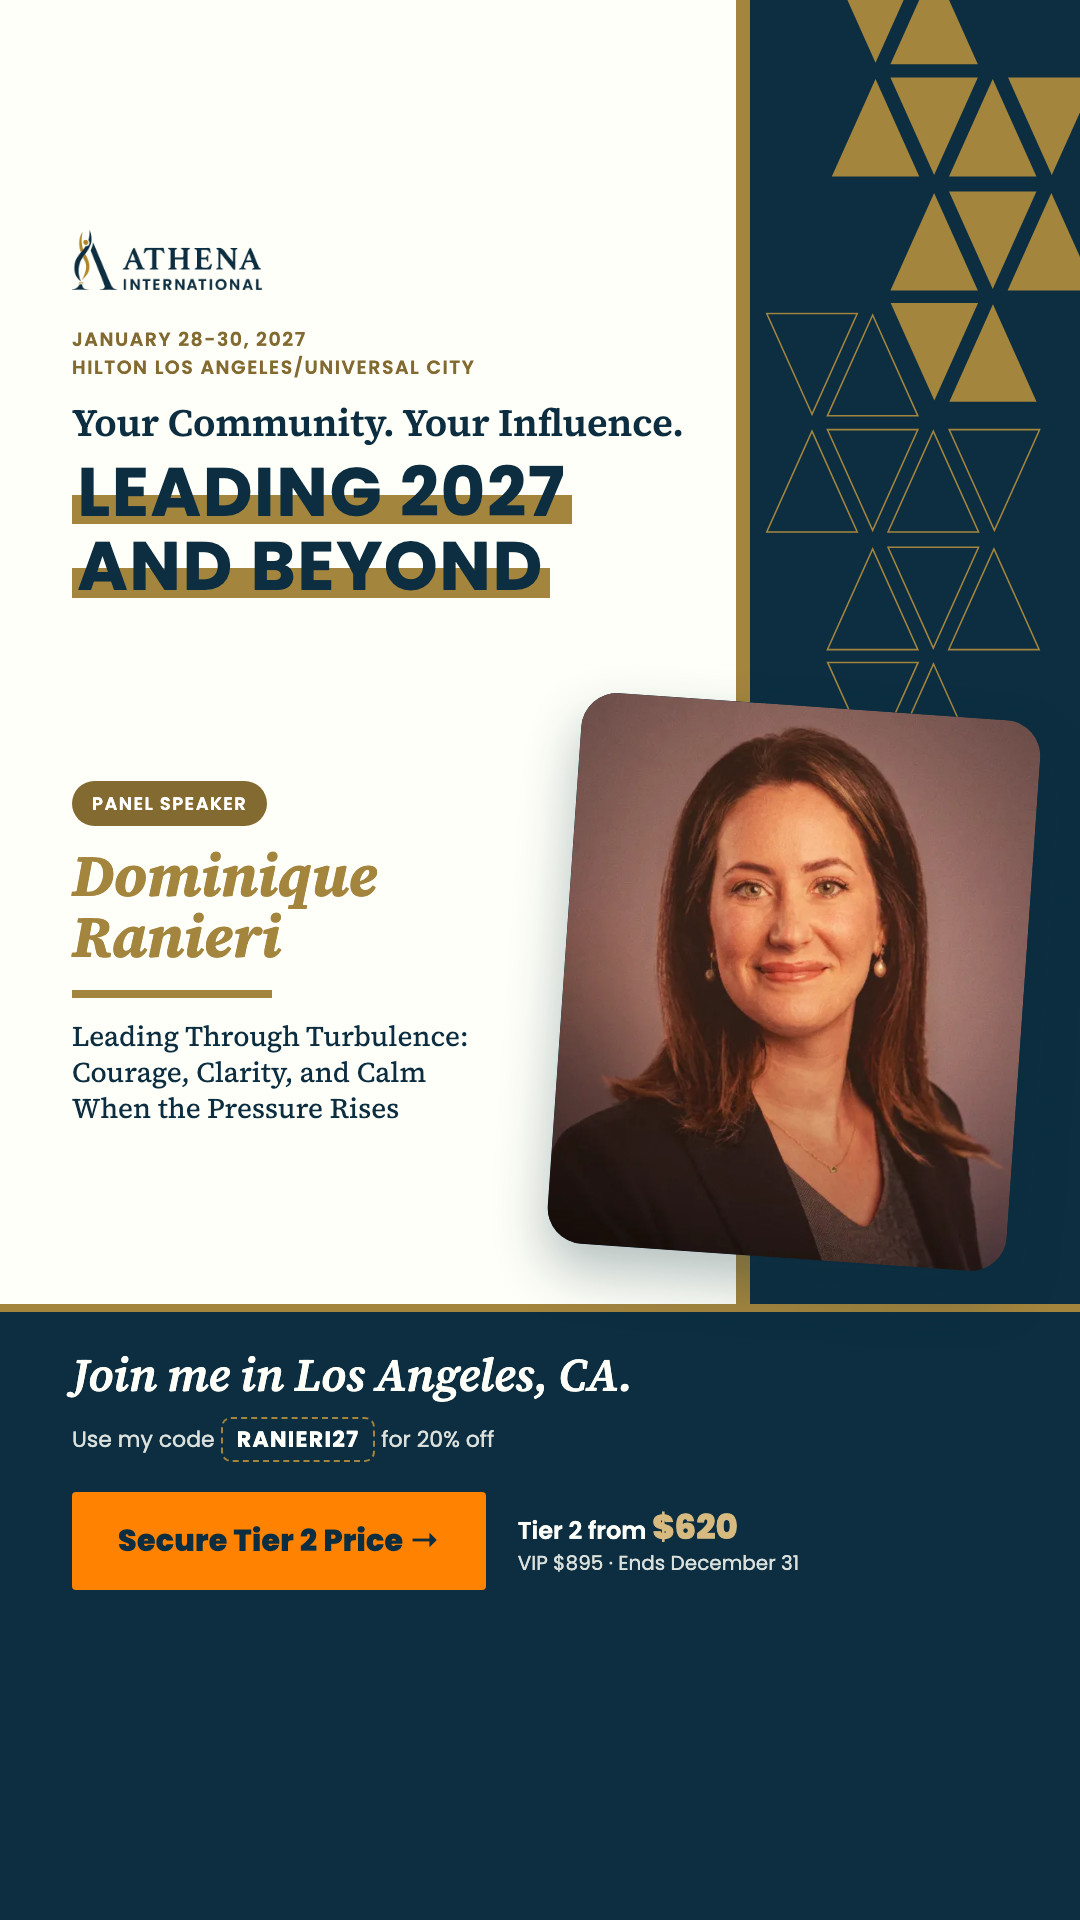 ATHENA
INTERNATIONAL
JANUARY 28-30, 2027
HILTON LOS ANGELES/UNIVERSAL CITY
Your Community. Your Influence.
LEADING 2027
AND BEYOND
PANEL SPEAKER
Dominique
Ranieri
Leading Through Turbulence:
Courage, Clarity, and Calm
When the Pressure Rises
Join me in Los Angeles, CA.
Use my code RANIERI27 for 20% off
Secure Tier 2 Price →
Tier 2 from $620
VIP $895 · Ends December 31